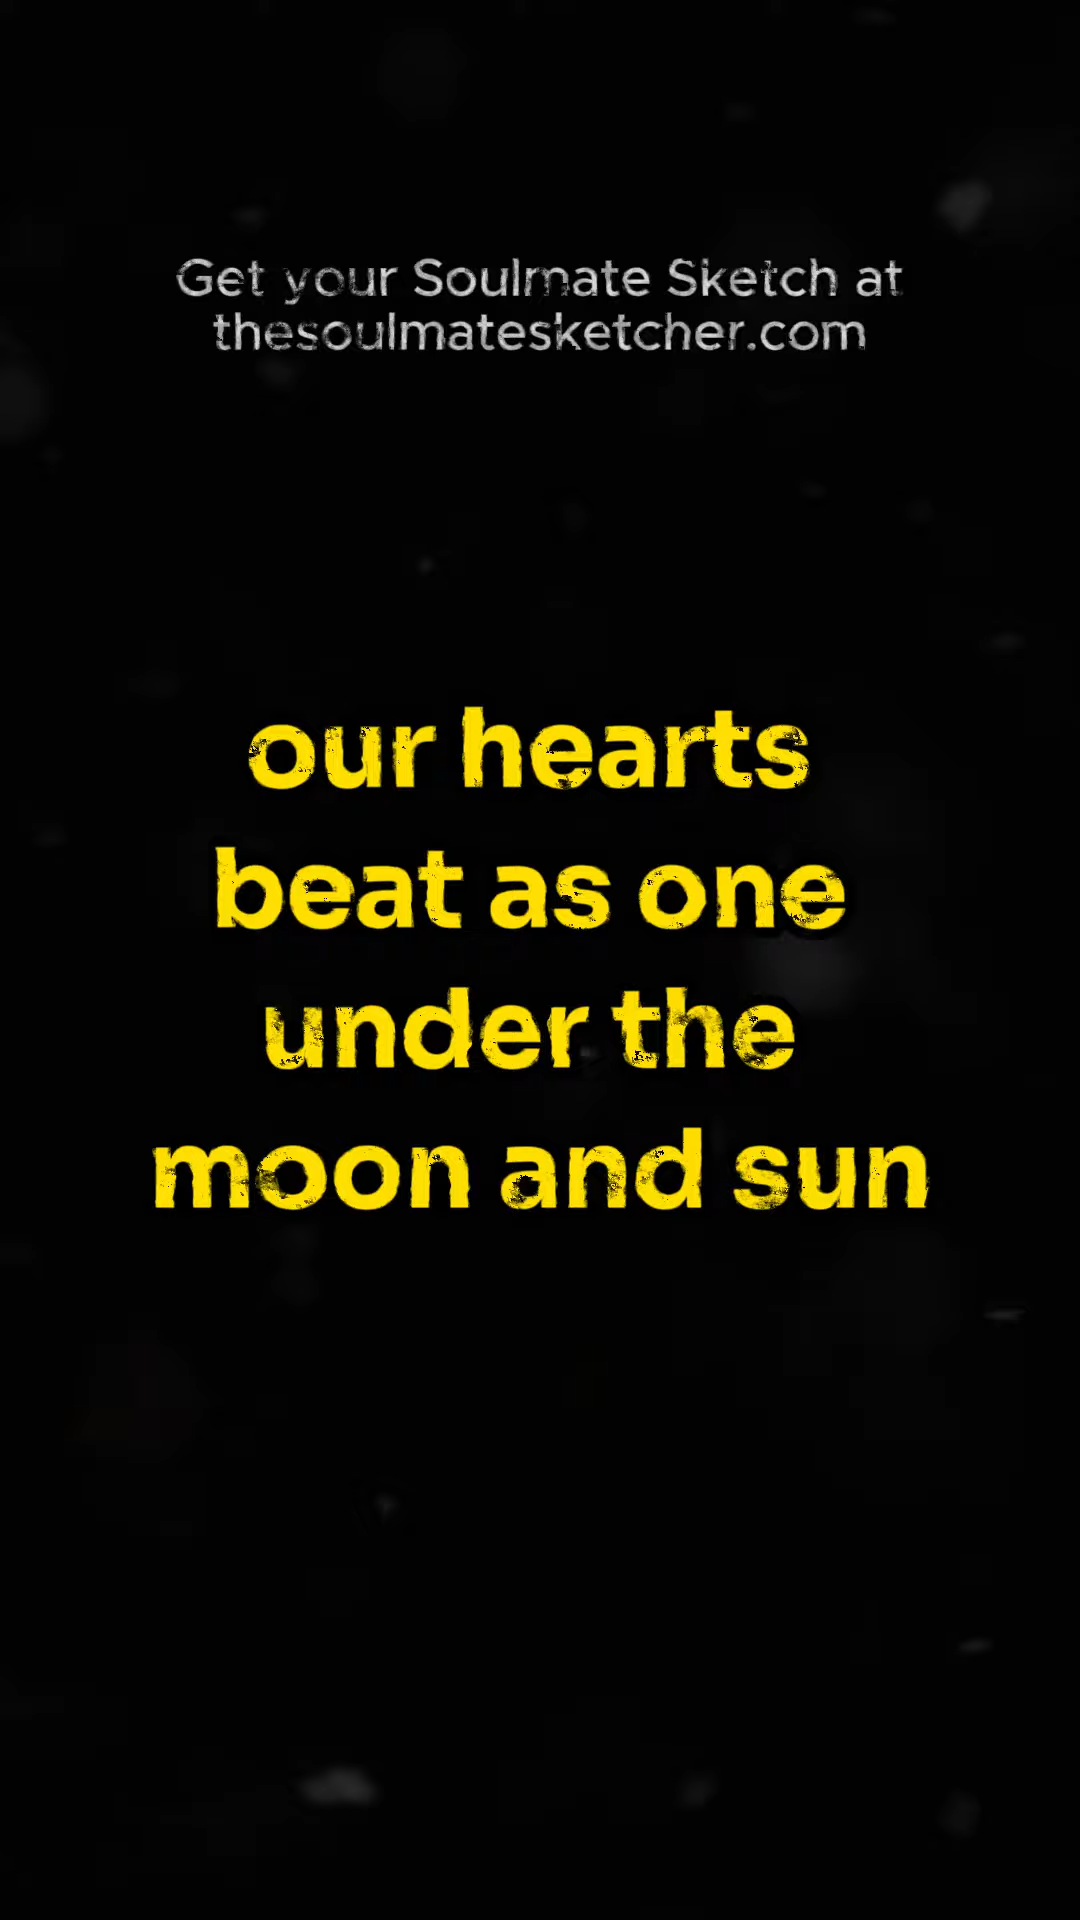 Get your Soulmate Sketch at
thesoulmatesketcher.com
our hearts
beat as one
under the
moon and sun